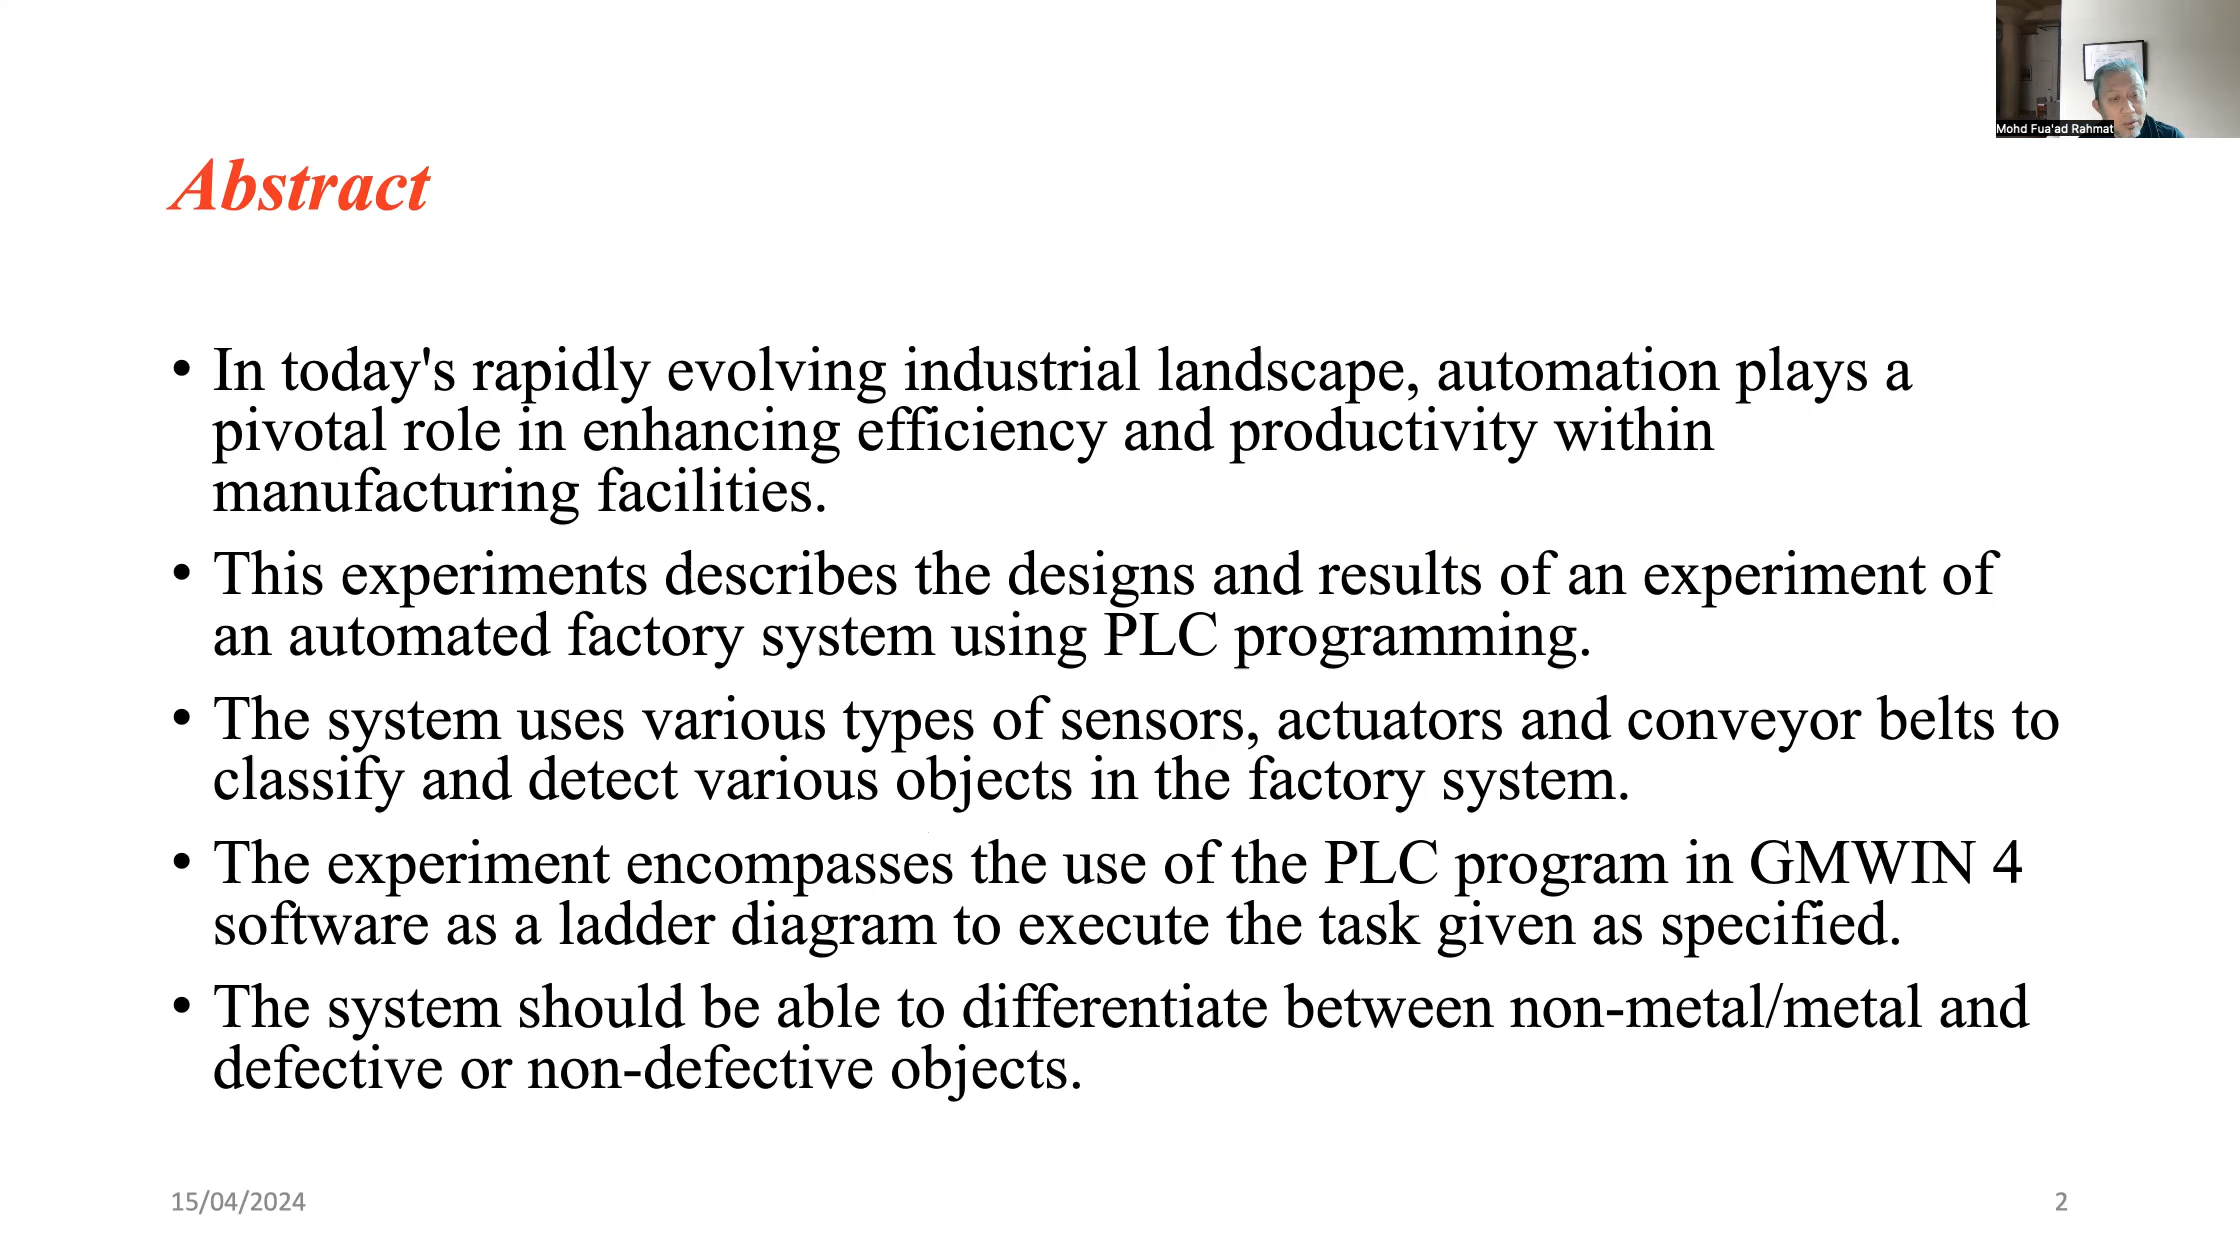 Mohd Fua'ad Rahmat
Abstract
• In today's rapidly evolving industrial landscape, automation plays a
pivotal role in enhancing efficiency and productivity within
manufacturing facilities.
• This experiments describes the designs and results of an experiment of
an automated factory system using PLC programming.
• The system uses various types of sensors, actuators and conveyor belts to
classify and detect various objects in the factory system.
• The experiment encompasses the use of the PLC program in GMWIN 4
software as a ladder diagram to execute the task given as specified.
• The system should be able to differentiate between non-metal/metal and
defective or non-defective objects.
15/04/2024
2